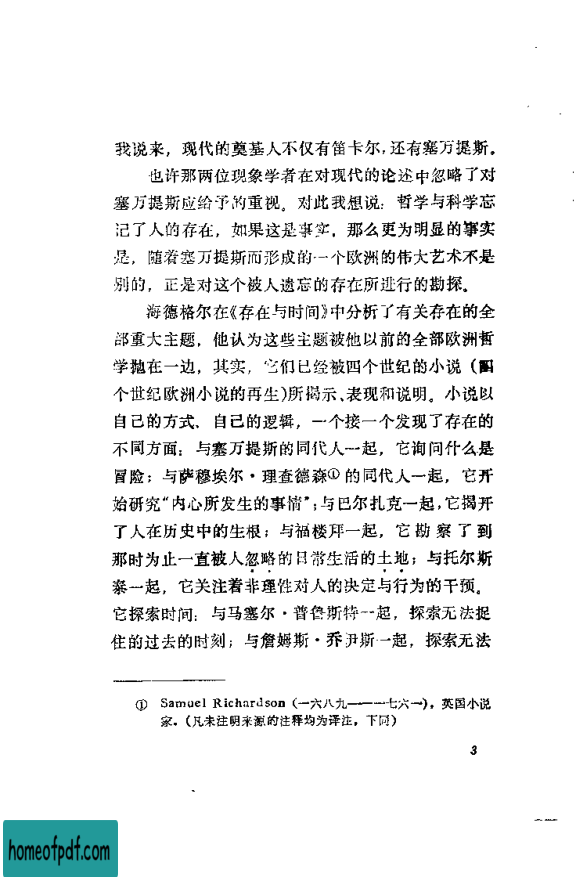 我说来，现代的奠基人不仅有笛卡尔，还有塞万提斯。
也许那两位现象学者在对现代的论述中忽略了对
塞万提斯应给予的重视。对此我想说：哲学与科学忘
记了人的存在，如果这是事实，那么更为明显的事实
是，随着塞万提斯而形成的一个欧洲的伟大艺术不是
别的，正是对这个被人遗忘的存在所进行的勘探。
海德格尔在《存在与时间》中分析了有关存在的全
部重大主题，他认为这些主题被他以前的全部欧洲哲
学抛在一边，其实，它们已经被四个世纪的小说（四
个世纪欧洲小说的再生）所揭示、表现和说明。小说以
自己的方式、自己的逻辑，一个接一个发现了存在的
不同方面：与塞万提斯的同代人一起，它询问什么是
冒险；与萨穆埃尔·理查德森①的同代人一起，它开
始研究“内心所发生的事情”；与巴尔扎克一起，它揭开
了人在历史中的生根；与福楼拜一起，它勘察了到
那时为止一直被人忽略的日常生活的土地；与托尔斯
泰一起，它关注着非理性对人的决定与行为的干预。
它探索时间：与马塞尔·普鲁斯特一起，探索无法捉
住的过去的时刻；与詹姆斯·乔伊斯一起，探索无法
① Samuel Richardson（一六八九——一七六一），英国小说
家。（凡未注明来源的注释均为译注，下同）
3
homeofpdf.com